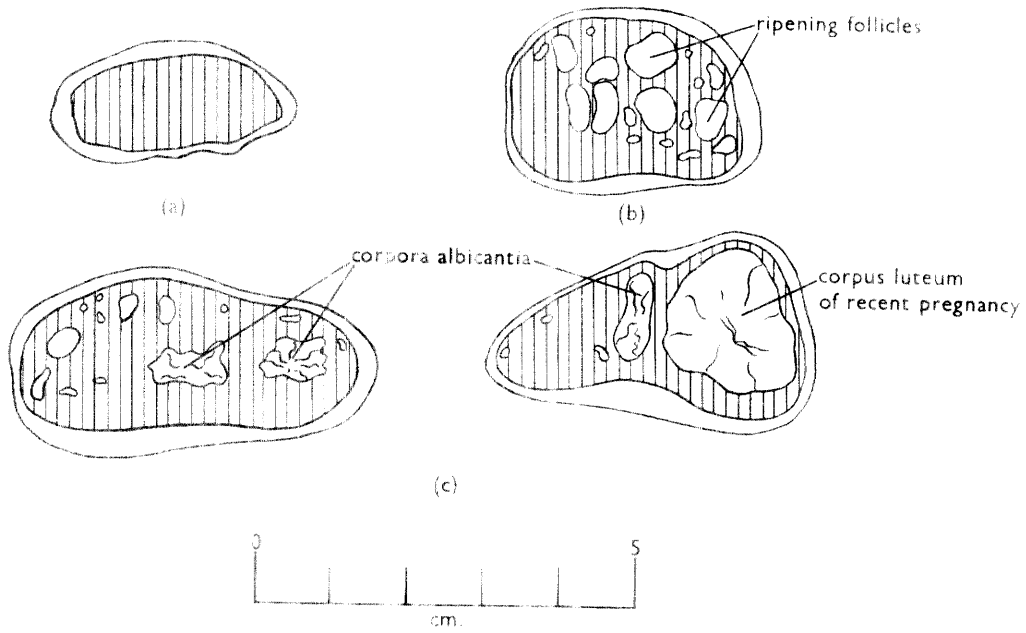 ripening follicles
(a)
(b)
corpora albicantia
corpus luteum
of recent pregnancy
(c)
0 5
cm.